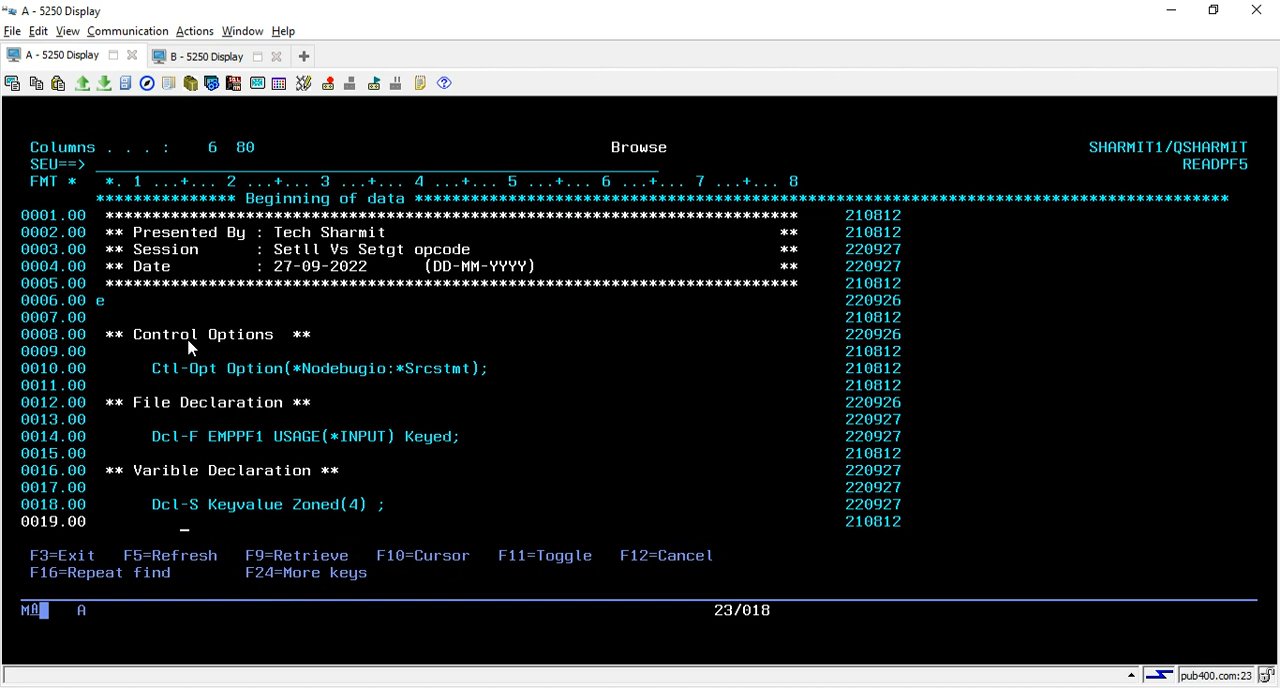 A - 5250 Display
File Edit View Communication Actions Window Help
A - 5250 Display B - 5250 Display
Columns . . . : 6 80 Browse SHARMIT1/QSHARMIT
SEU==> READPF5
FMT * *. 1 ...+... 2 ...+... 3 ...+... 4 ...+... 5 ...+... 6 ...+... 7 ...+... 8
*************** Beginning of data ***************************************************************************************
0001.00 ************************************************************************** 210812
0002.00 ** Presented By : Tech Sharmit ** 210812
0003.00 ** Session : Setll Vs Setgt opcode ** 220927
0004.00 ** Date : 27-09-2022 (DD-MM-YYYY) ** 220927
0005.00 ************************************************************************** 210812
0006.00 e 220926
0007.00 210812
0008.00 ** Control Options ** 220926
0009.00 210812
0010.00 Ctl-Opt Option(*Nodebugio:*Srcstmt); 210812
0011.00 210812
0012.00 ** File Declaration ** 220926
0013.00 220927
0014.00 Dcl-F EMPPF1 USAGE(*INPUT) Keyed; 220927
0015.00 210812
0016.00 ** Varible Declaration ** 220927
0017.00 220927
0018.00 Dcl-S Keyvalue Zoned(4) ; 220927
0019.00 210812
F3=Exit F5=Refresh F9=Retrieve F10=Cursor F11=Toggle F12=Cancel
F16=Repeat find F24=More keys
MA A 23/018
pub400.com:23